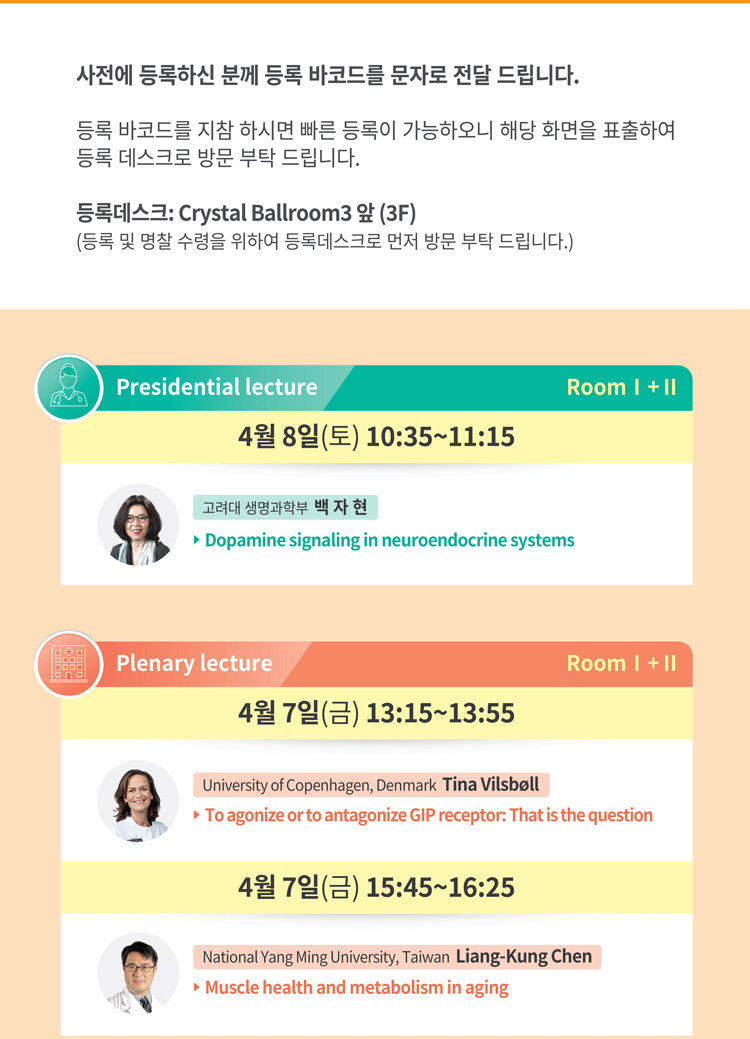 사전에 등록하신 분께 등록 바코드를 문자로 전달 드립니다.
등록 바코드를 지참 하시면 빠른 등록이 가능하오니 해당 화면을 표출하여
등록 데스크로 방문 부탁 드립니다.
등록데스크: Crystal Ballroom3 앞 (3F)
(등록 및 명찰 수령을 위하여 등록데스크로 먼저 방문 부탁 드립니다.)
Presidential lecture Room Ⅰ+Ⅱ
4월 8일(토) 10:35~11:15
고려대 생명과학부 백 자 현
▸ Dopamine signaling in neuroendocrine systems
Plenary lecture Room Ⅰ+Ⅱ
4월 7일(금) 13:15~13:55
University of Copenhagen, Denmark Tina Vilsbøll
▸ To agonize or to antagonize GIP receptor: That is the question
4월 7일(금) 15:45~16:25
National Yang Ming University, Taiwan Liang-Kung Chen
▸ Muscle health and metabolism in aging